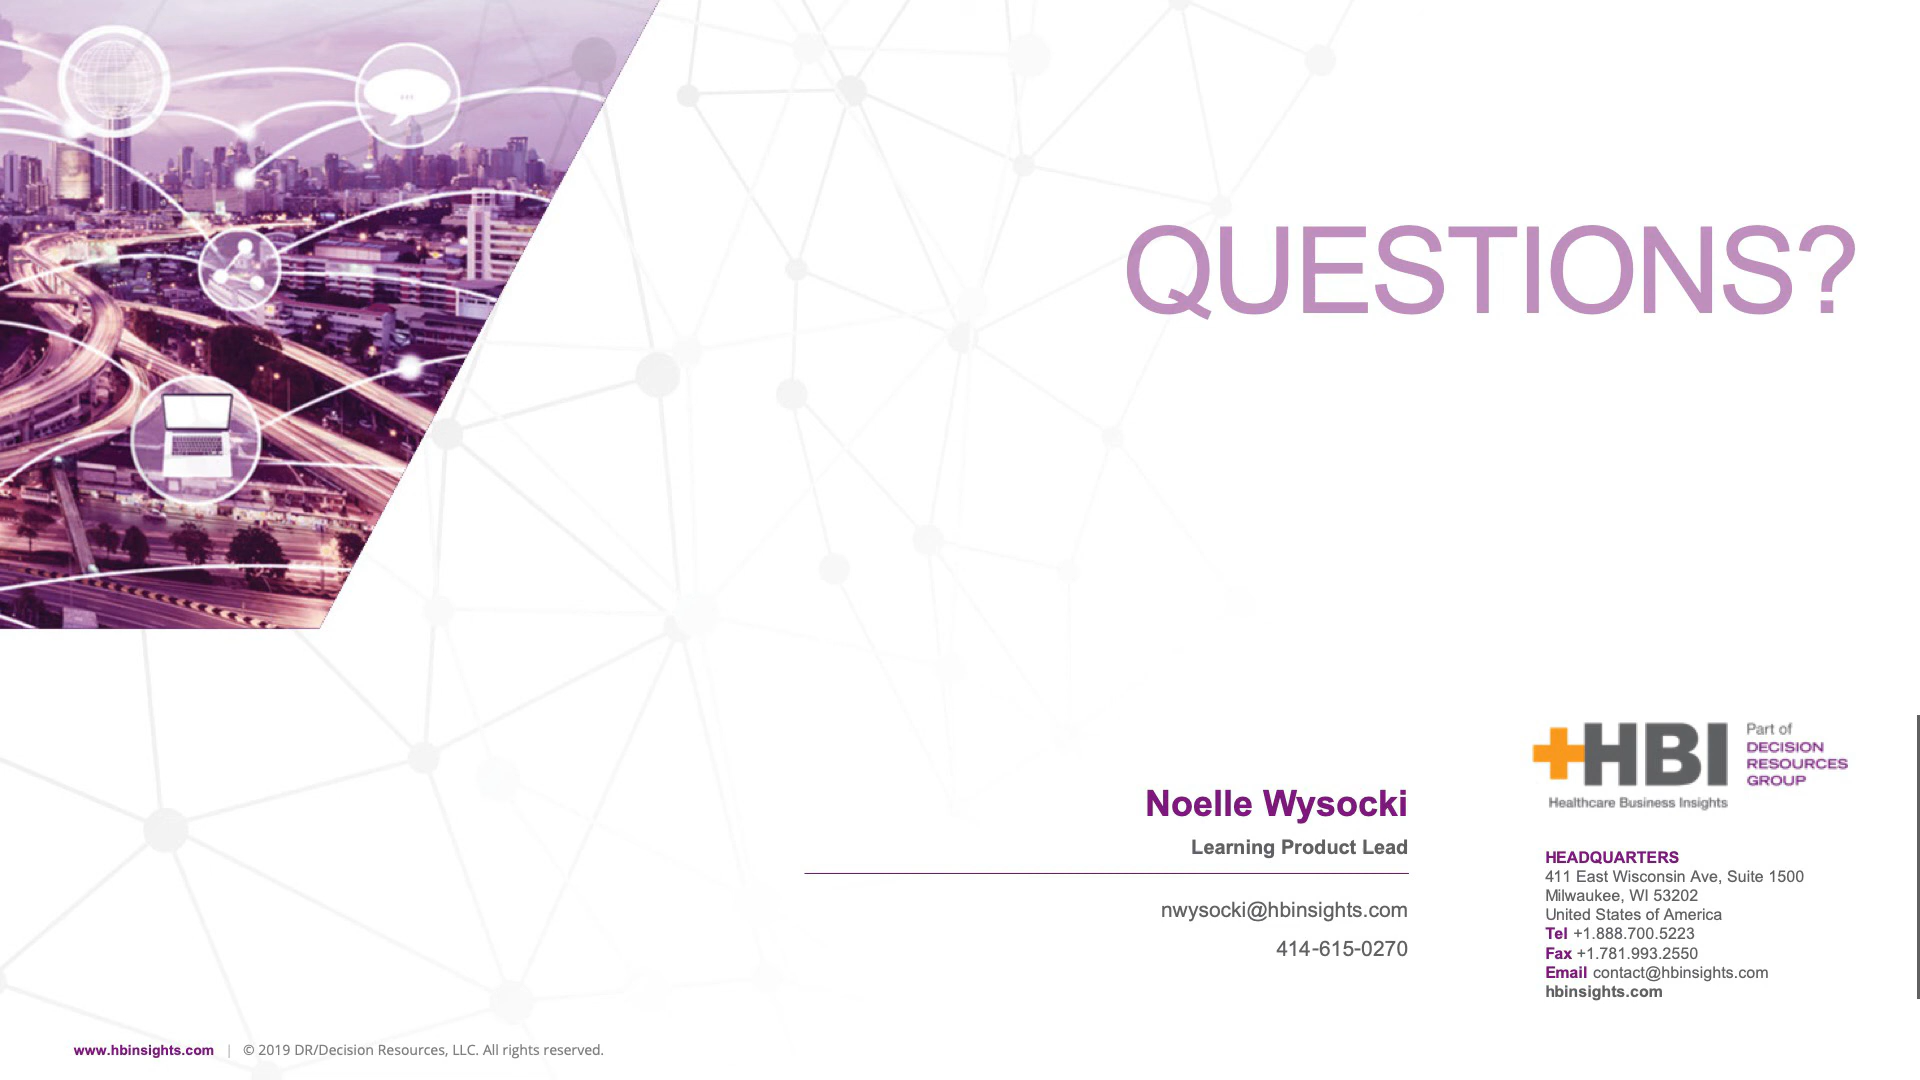 QUESTIONS?
Noelle Wysocki
Learning Product Lead
nwysocki@hbinsights.com
414-615-0270
HBI
Healthcare Business Insights
Part of
DECISION
RESOURCES
GROUP
HEADQUARTERS
411 East Wisconsin Ave, Suite 1500
Milwaukee, WI 53202
United States of America
Tel +1.888.700.5223
Fax +1.781.993.2550
Email contact@hbinsights.com
hbinsights.com
www.hbinsights.com | © 2019 DR/Decision Resources, LLC. All rights reserved.